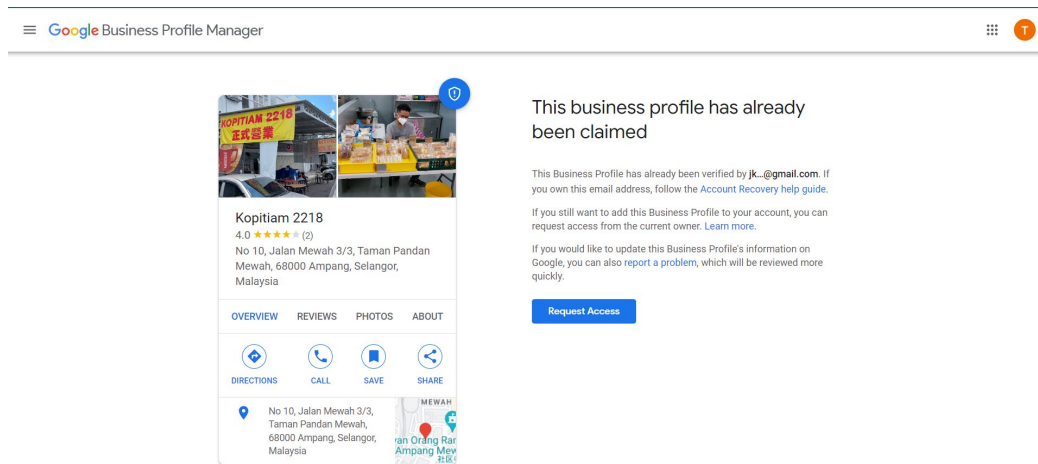 Google Business Profile Manager
T
KOPITIAM 2218
正式營業
Kopitiam 2218
4.0 ★★★★★ (2)
No 10, Jalan Mewah 3/3, Taman Pandan
Mewah, 68000 Ampang, Selangor,
Malaysia
OVERVIEW REVIEWS PHOTOS ABOUT
DIRECTIONS CALL SAVE SHARE
No 10, Jalan Mewah 3/3,
Taman Pandan Mewah,
68000 Ampang, Selangor,
Malaysia
MEWAH
an Orang Ra
Ampang Mew
社区
This business profile has already
been claimed
This Business Profile has already been verified by jk...@gmail.com. If
you own this email address, follow the Account Recovery help guide.
If you still want to add this Business Profile to your account, you can
request access from the current owner. Learn more.
If you would like to update this Business Profile's information on
Google, you can also report a problem, which will be reviewed more
quickly.
Request Access